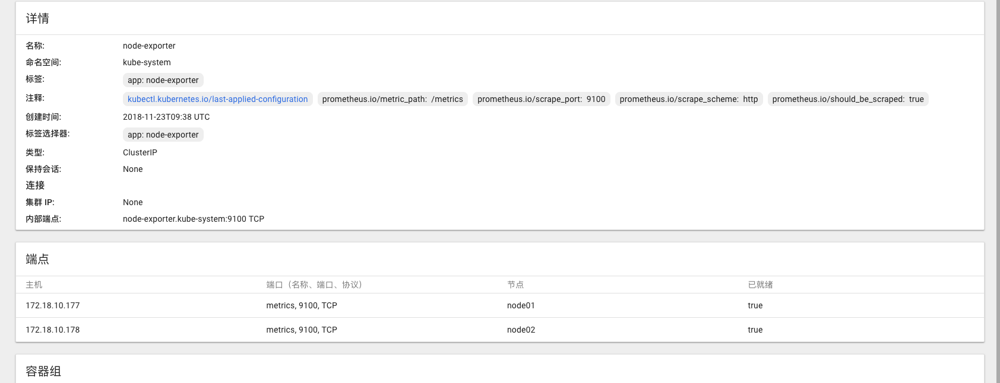 详情
名称: node-exporter
命名空间: kube-system
标签: app: node-exporter
注释: kubectl.kubernetes.io/last-applied-configuration prometheus.io/metric_path: /metrics prometheus.io/scrape_port: 9100 prometheus.io/scrape_scheme: http prometheus.io/should_be_scraped: true
创建时间: 2018-11-23T09:38 UTC
标签选择器: app: node-exporter
类型: ClusterIP
保持会话: None
连接
集群 IP: None
内部端点: node-exporter.kube-system:9100 TCP
端点
主机 端口（名称、端口、协议） 节点 已就绪
172.18.10.177 metrics, 9100, TCP node01 true
172.18.10.178 metrics, 9100, TCP node02 true
容器组